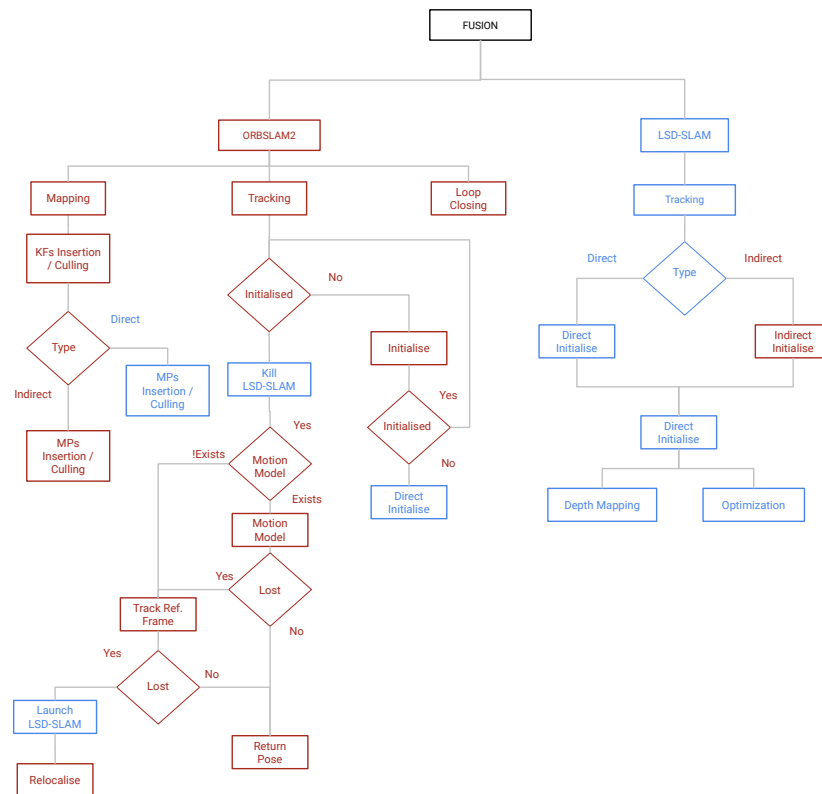 FUSION
ORBSLAM2
LSD-SLAM
Mapping
Tracking
Loop
Closing
Tracking
KFs Insertion
/ Culling
Initialised
No
Direct
Type
Indirect
Direct
Type
Initialise
Direct
Initialise
Indirect
Initialise
MPs
Insertion /
Culling
Kill
LSD-SLAM
Indirect
Yes
MPs
Insertion /
Culling
Yes
Initialised
Direct
Initialise
!Exists
Motion
Model
No
Exists
Direct
Initialise
Depth Mapping
Optimization
Motion
Model
Yes
Lost
Track Ref.
Frame
No
Yes
Lost
No
Launch
LSD-SLAM
Return
Pose
Relocalise